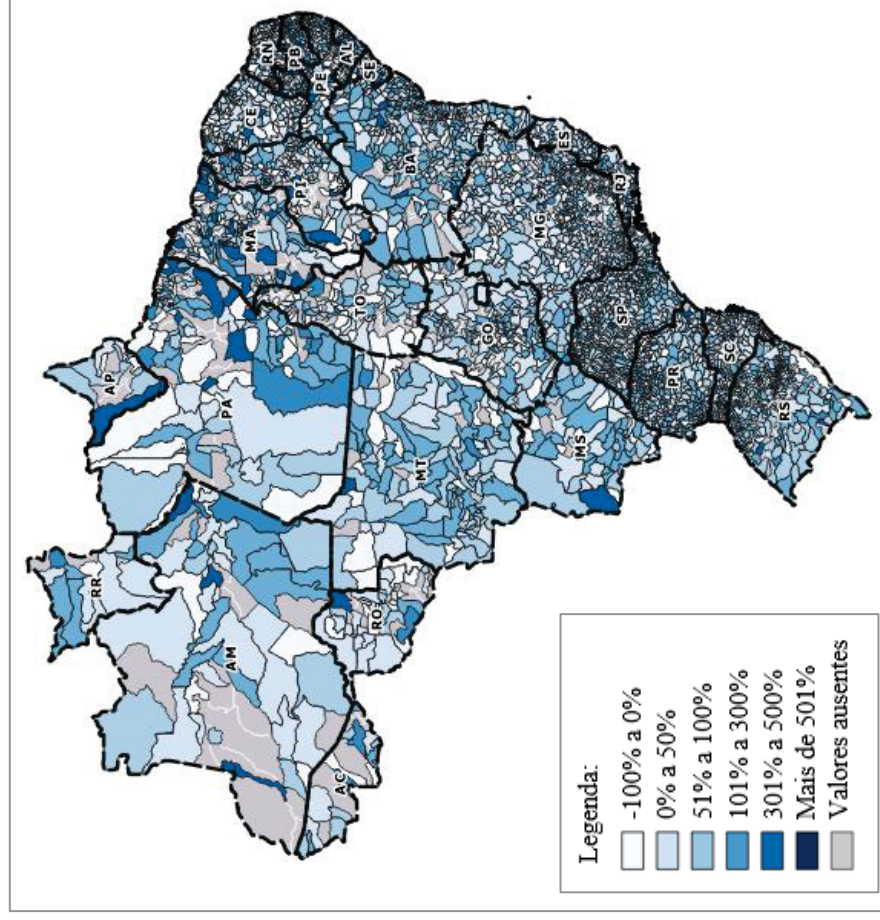 RR
AP
AM
PA
AC
RO
MT
TO
MA
PI
CE
RN
PB
PE
AL
SE
BA
GO
MG
ES
RJ
MS
SP
PR
SC
RS
Legenda:
-100% a 0%
0% a 50%
51% a 100%
101% a 300%
301% a 500%
Mais de 501%
Valores ausentes